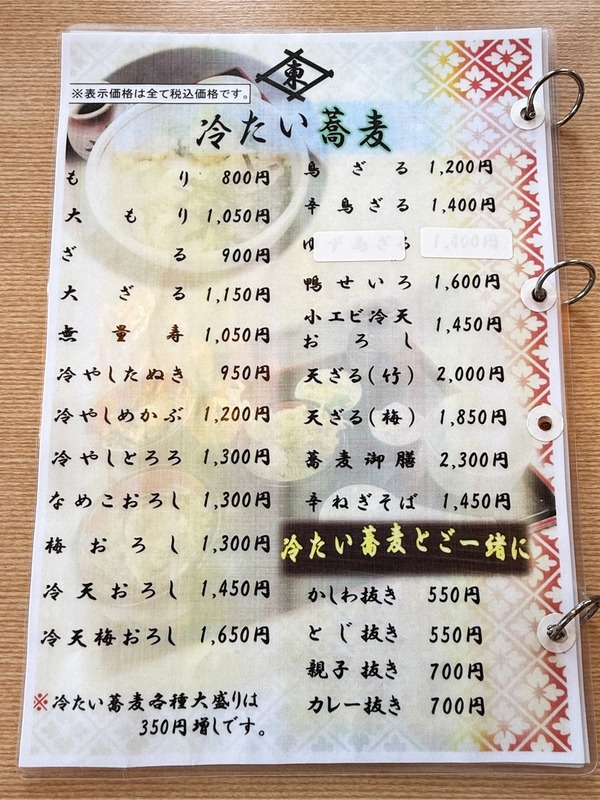 東
※表示価格は全て税込価格です。
冷たい蕎麦
もり 800円
大もり 1,050円
ざる 900円
大ざる 1,150円
無量寿 1,050円
冷やしたぬき 950円
冷やしめかぶ 1,200円
冷やしとろろ 1,300円
なめこおろし 1,300円
梅おろし 1,300円
冷天おろし 1,450円
冷天梅おろし 1,650円
※冷たい蕎麦各種大盛りは
350円増しです。
鳥ざる 1,200円
辛鳥ざる 1,400円
鴨せいろ 1,600円
小エビ冷天
おろし 1,450円
天ざる(竹) 2,000円
天ざる(梅) 1,850円
蕎麦御膳 2,300円
辛ねぎそば 1,450円
冷たい蕎麦とご一緒に
かしわ抜き 550円
とじ抜き 550円
親子抜き 700円
カレー抜き 700円